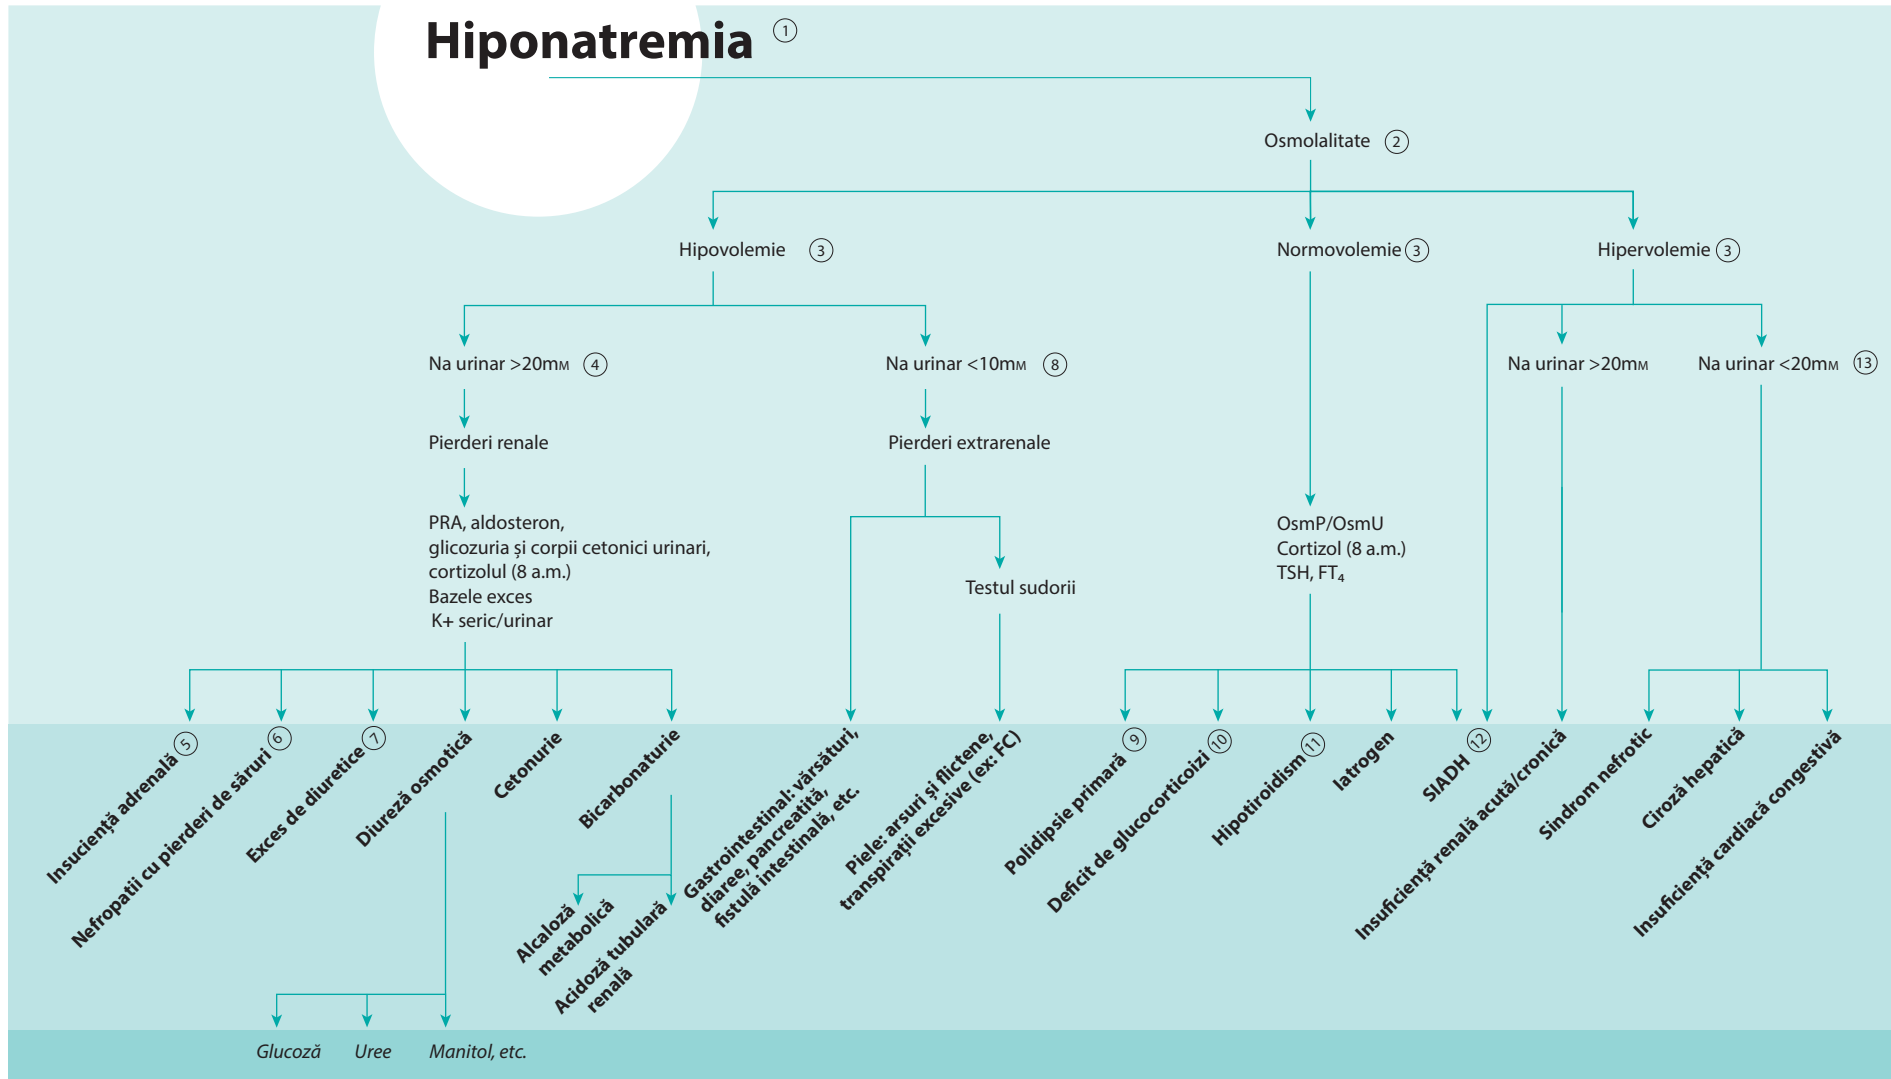 Hiponatremia ①
Osmolalitate ②
Hipovolemie ③
Normovolemie ③
Hipervolemie ③
Na urinar >20mᴍ ④
Na urinar <10mᴍ ⑧
Na urinar >20mᴍ
Na urinar <20mᴍ ⑬
Pierderi renale
Pierderi extrarenale
PRA, aldosteron,
glicozuria și corpii cetonici urinari,
cortizolul (8 a.m.)
Bazele exces
K+ seric/urinar
Testul sudorii
OsmP/OsmU
Cortizol (8 a.m.)
TSH, FT₄
Insuciență adrenală ⑤
Nefropatii cu pierderi de săruri ⑥
Exces de diuretice ⑦
Diureză osmotică
Cetonurie
Bicarbonaturie
Gastrointestinal: vărsături,
diaree, pancreatită,
fistulă intestinală, etc.
Piele: arsuri și flictene,
transpirații excesive (ex: FC)
Polidipsie primară ⑨
Deficit de glucocorticoizi ⑩
Hipotiroidism ⑪
Iatrogen
SIADH ⑫
Insuficiență renală acută/cronică
Sindrom nefrotic
Ciroză hepatică
Insuficiență cardiacă congestivă
Alcaloză
metabolică
Acidoză tubulară
renală
Glucoză
Uree
Manitol, etc.